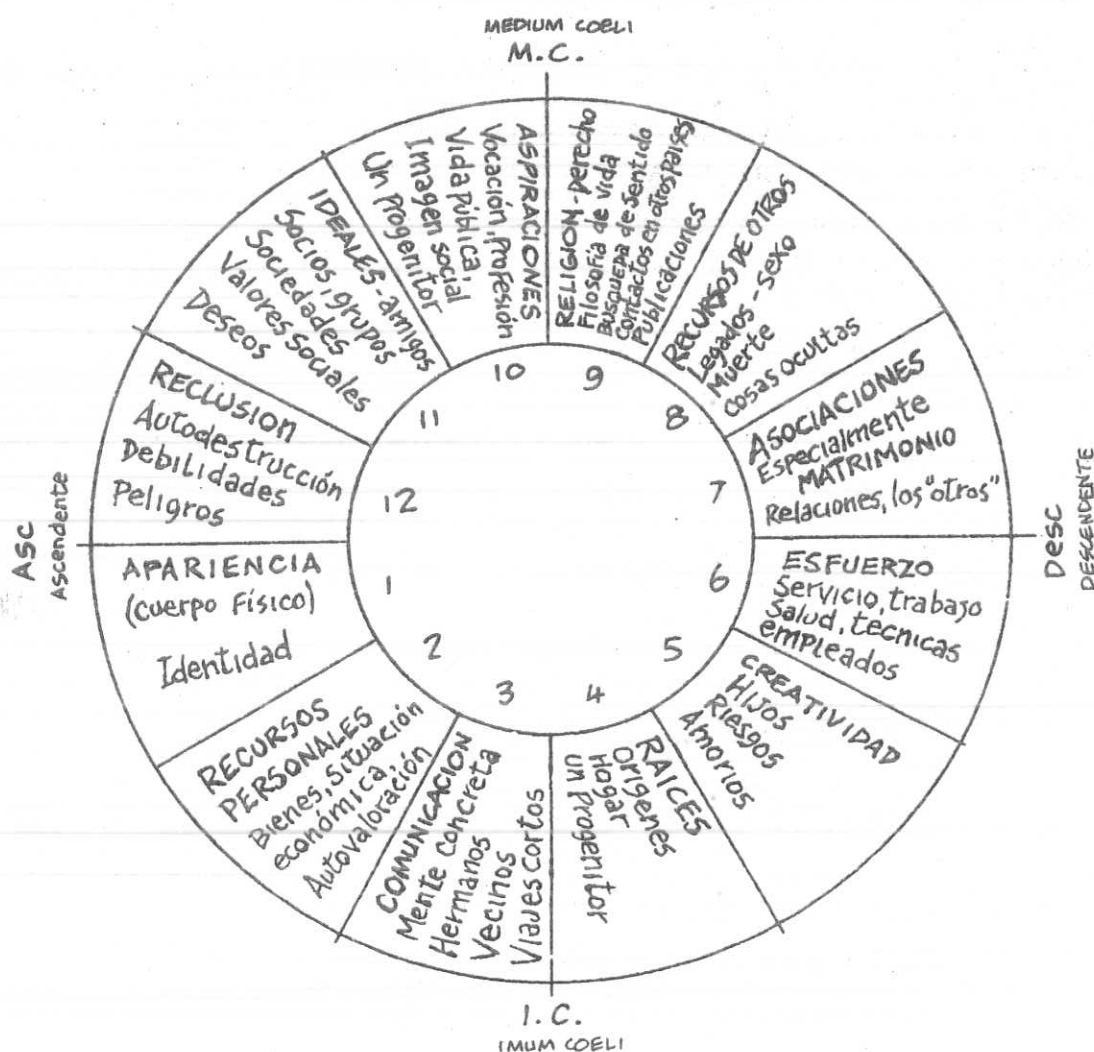 MEDIUM COELI
M.C.
ASPIRACIONES
Vocación, profesión
Vida pública
Imagen social
Un progenitor
10
RELIGION - Derecho
Filosofía de vida
Busqueda de Sentido
Contactos en otros paises
Publicaciones
9
RECURSOS DE OTROS
Legados - sexo
Muerte
Cosas ocultas
8
ASOCIACIONES
Especialmente
MATRIMONIO
Relaciones, los "otros"
7
Desc
DESCENDENTE
ESFUERZO
Servicio, trabajo
Salud, tecnicas
empleados
6
CREATIVIDAD
Hijos
Riesgos
Amorios
5
RAICES
Origenes
Hogar
un Progenitor
4
COMUNICACION
Mente concreta
Hermanos
Vecinos
Viajes cortos
3
RECURSOS
PERSONALES
Bienes, situación
económica
Autovaloración
2
APARIENCIA
(cuerpo Físico)
Identidad
1
Asc
Ascendente
RECLUSION
Autodestrucción
Debilidades
Peligros
12
IDEALES - amigos
Socios, grupos
Sociedades
Valores sociales
Deseos
11
I.C.
IMUM COELI